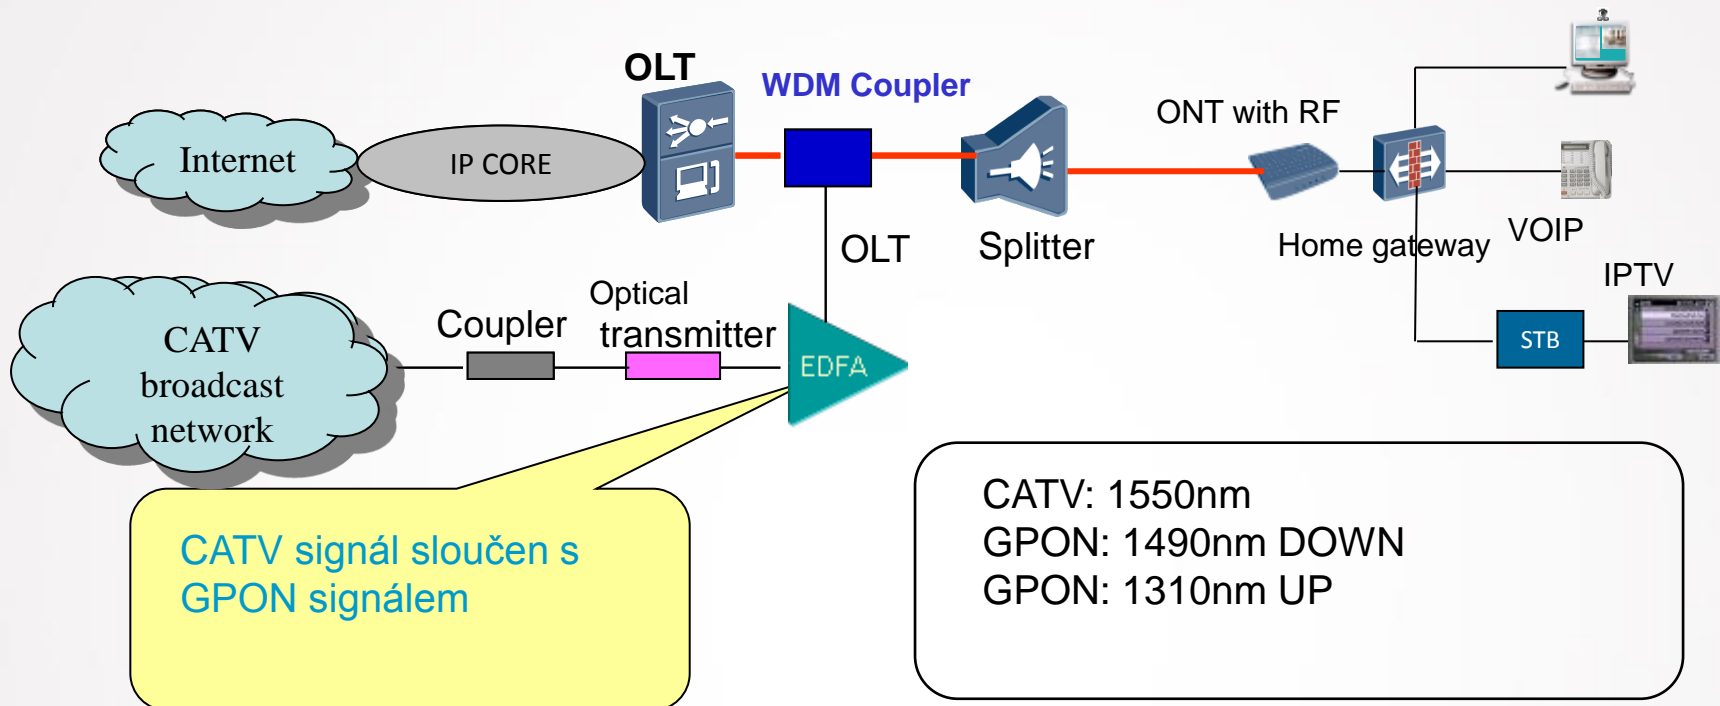 OLT
WDM Coupler
ONT with RF
Internet
IP CORE
OLT
Splitter
Home gateway
VOIP
IPTV
STB
CATV
broadcast
network
Coupler
Optical
transmitter
EDFA
CATV signál sloučen s
GPON signálem
CATV: 1550nm
GPON: 1490nm DOWN
GPON: 1310nm UP